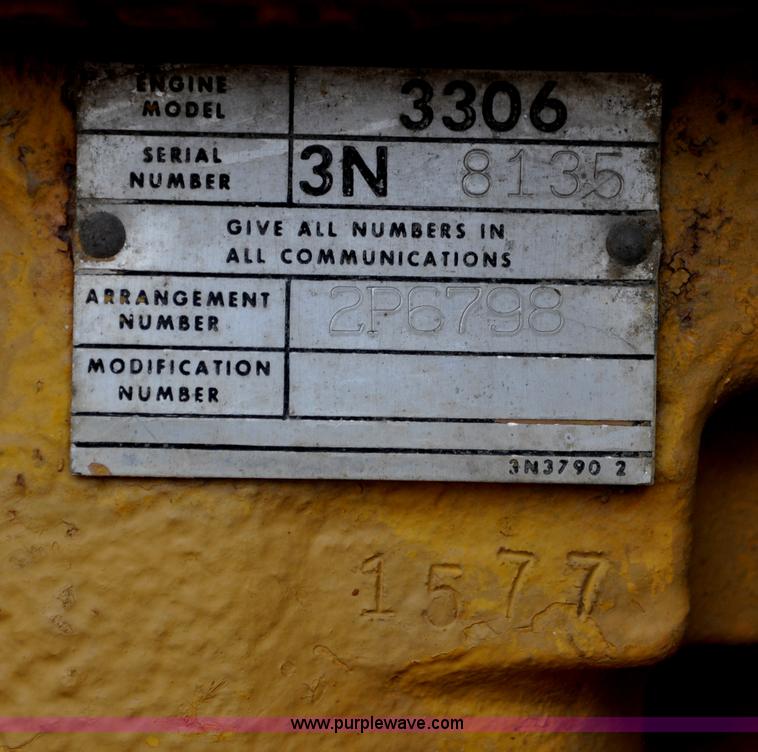 ENGINE MODEL 3306
SERIAL NUMBER 3N 8135
GIVE ALL NUMBERS IN
ALL COMMUNICATIONS
ARRANGEMENT NUMBER 2P6798
MODIFICATION NUMBER
3N3790 2
1577
www.purplewave.com